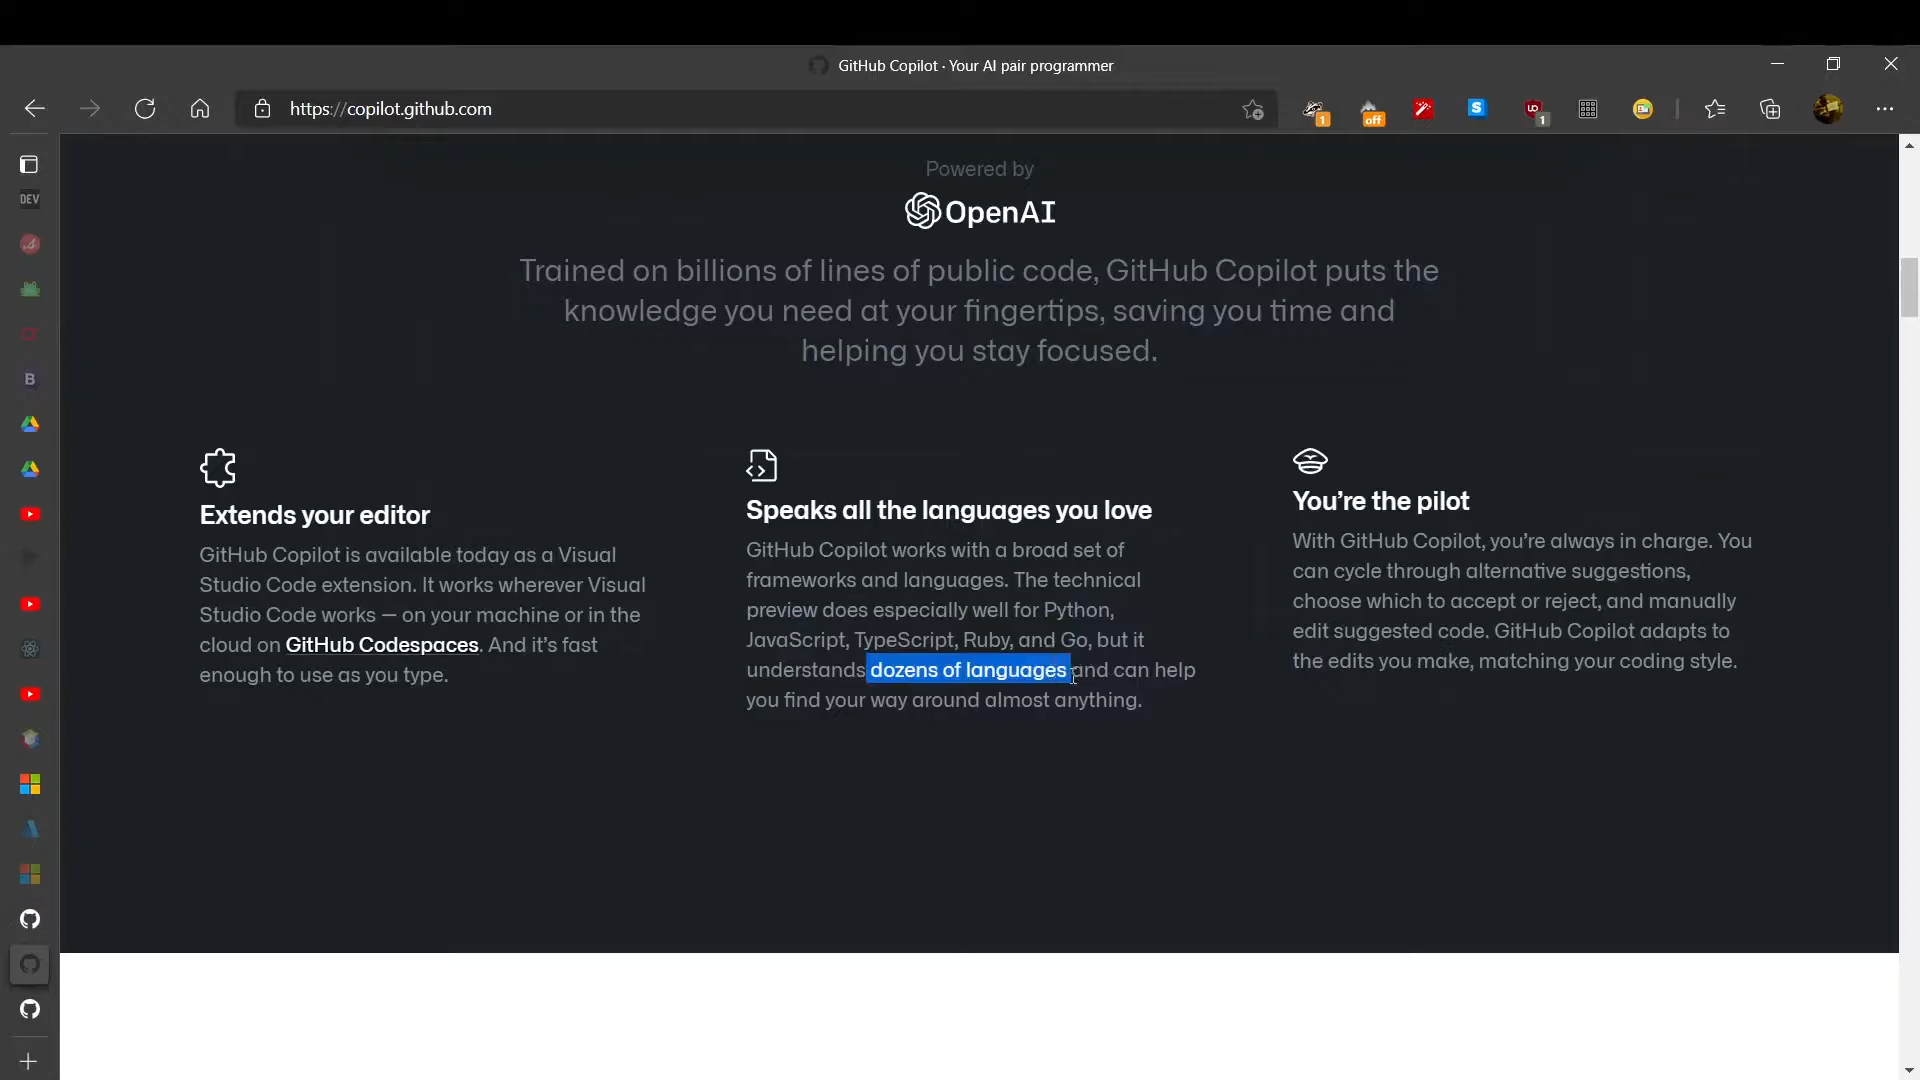 GitHub Copilot · Your AI pair programmer
https://copilot.github.com
1
off
S
UD
1
DEV
B
Powered by
OpenAI
Trained on billions of lines of public code, GitHub Copilot puts the
knowledge you need at your fingertips, saving you time and
helping you stay focused.
Extends your editor
GitHub Copilot is available today as a Visual
Studio Code extension. It works wherever Visual
Studio Code works — on your machine or in the
cloud on GitHub Codespaces. And it’s fast
enough to use as you type.
Speaks all the languages you love
GitHub Copilot works with a broad set of
frameworks and languages. The technical
preview does especially well for Python,
JavaScript, TypeScript, Ruby, and Go, but it
understands dozens of languages and can help
you find your way around almost anything.
You’re the pilot
With GitHub Copilot, you’re always in charge. You
can cycle through alternative suggestions,
choose which to accept or reject, and manually
edit suggested code. GitHub Copilot adapts to
the edits you make, matching your coding style.